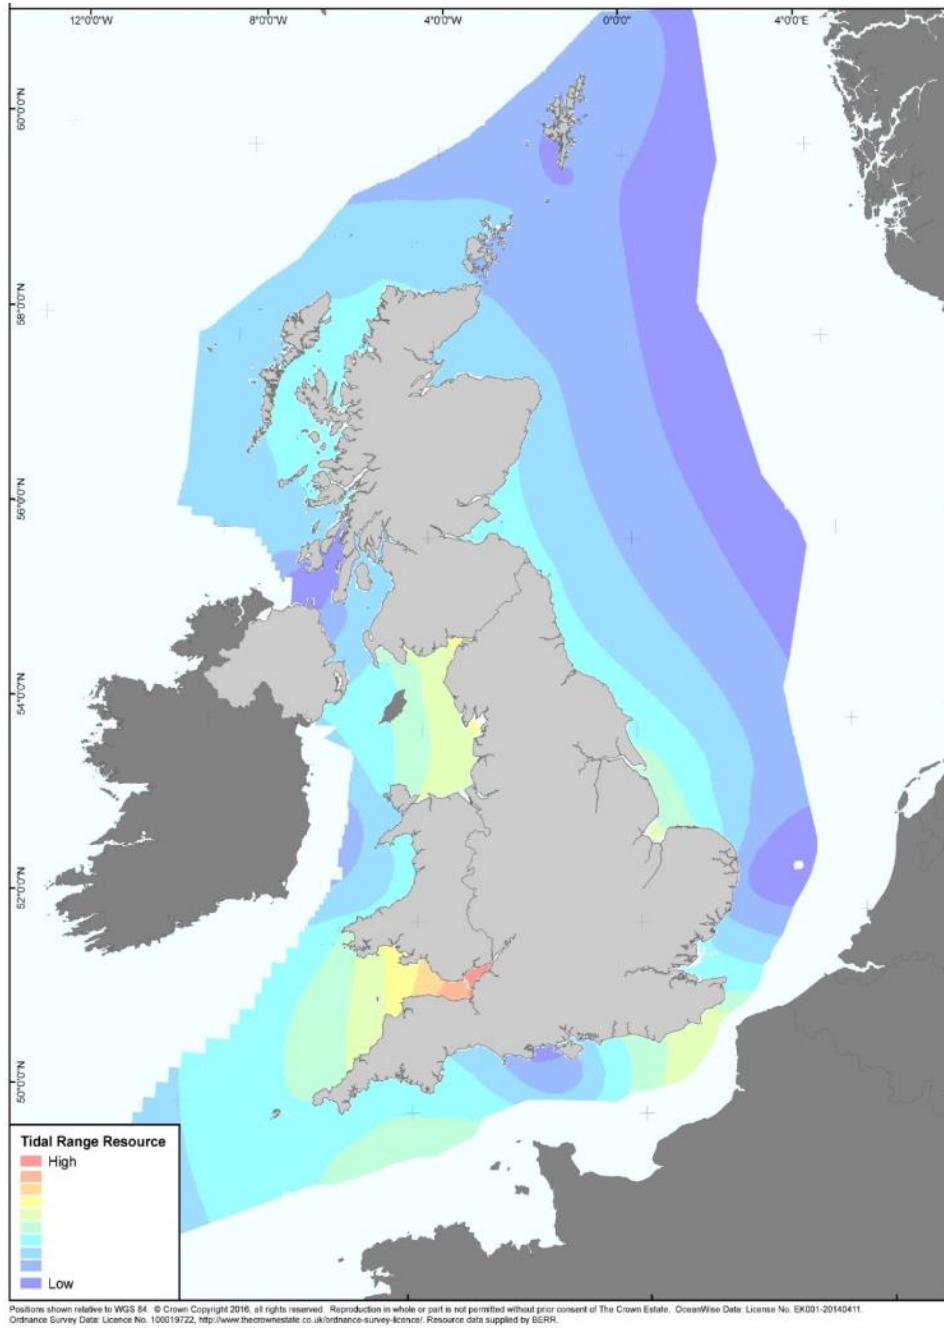 12°0'0"W 8°0'0"W 4°0'0"W 0°0'0" 4°0'0"E
60°0'0"N
58°0'0"N
56°0'0"N
54°0'0"N
52°0'0"N
50°0'0"N
Tidal Range Resource
High
Low
Positions shown relative to WGS 84. © Crown Copyright 2016, all rights reserved. Reproduction in whole or part is not permitted without prior consent of The Crown Estate. OceanWise Data: License No. EK001-20140411.
Ordnance Survey Data: Licence No. 100019722, http://www.thecrownestate.co.uk/ordnance-survey-licence/. Resource data supplied by BERR.